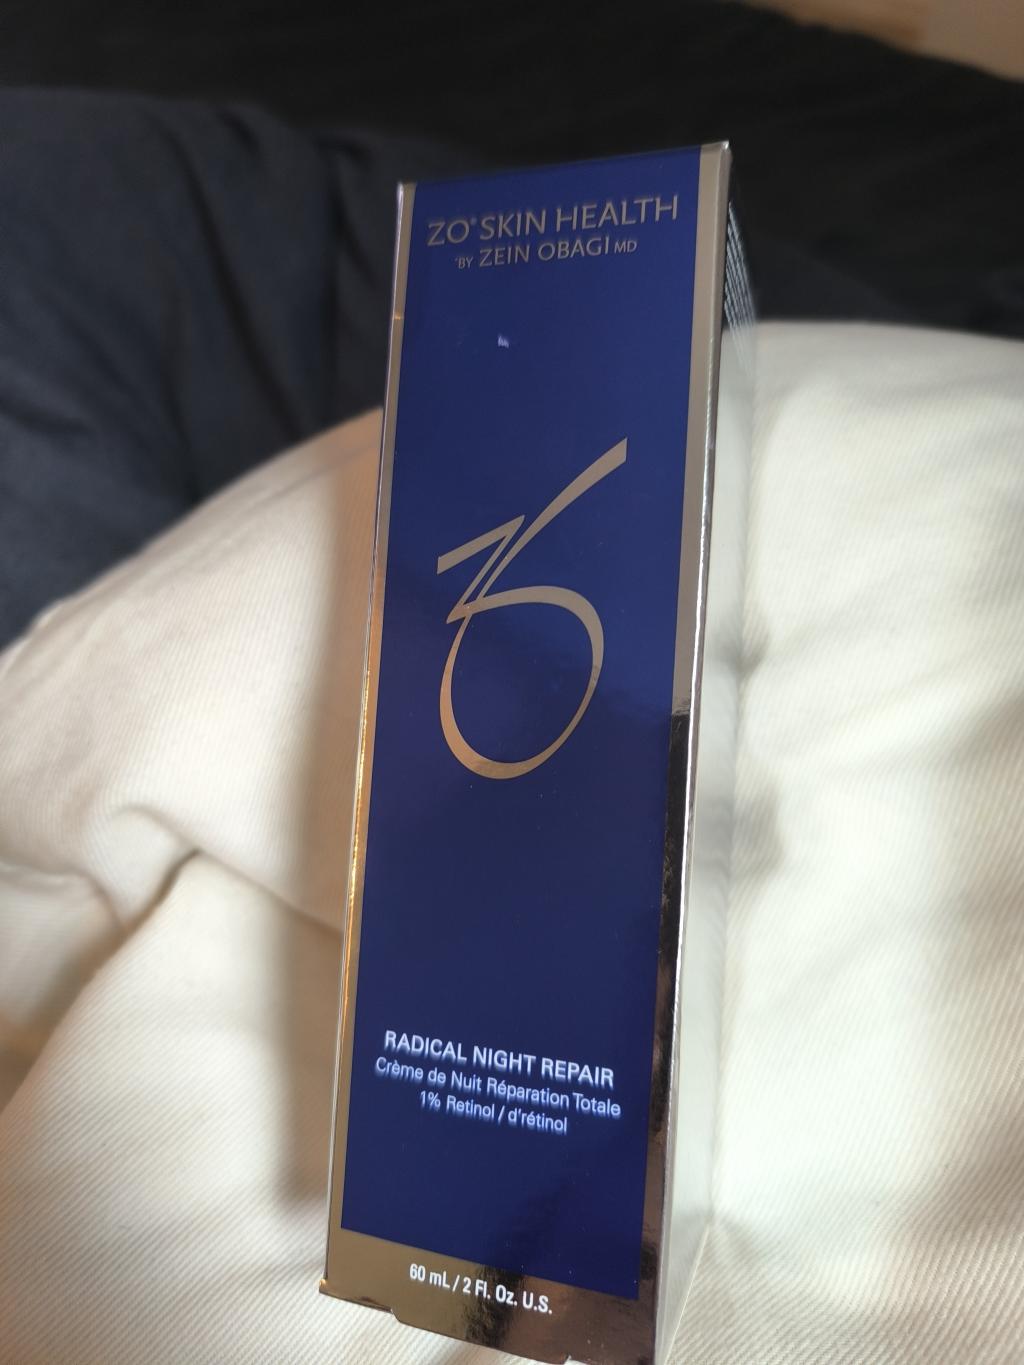 ZO® SKIN HEALTH
BY ZEIN OBAGI MD
RADICAL NIGHT REPAIR
Crème de Nuit Réparation Totale
1% Retinol / d'rétinol
60 mL / 2 Fl. Oz. U.S.